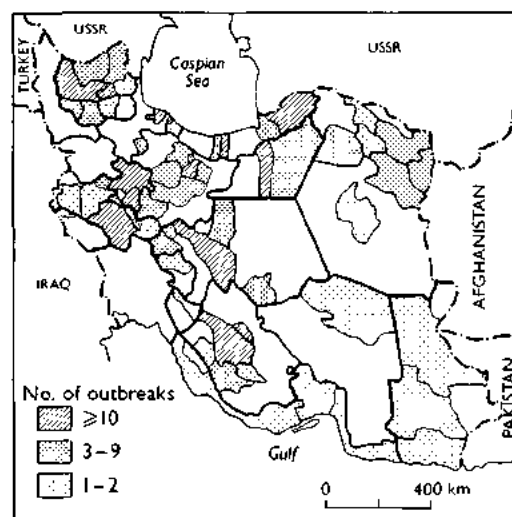 USSR
USSR
TURKEY
Caspian
Sea
AFGHANISTAN
IRAQ
PAKISTAN
No. of outbreaks
⩾10
3–9
1–2
Gulf
0 400 km